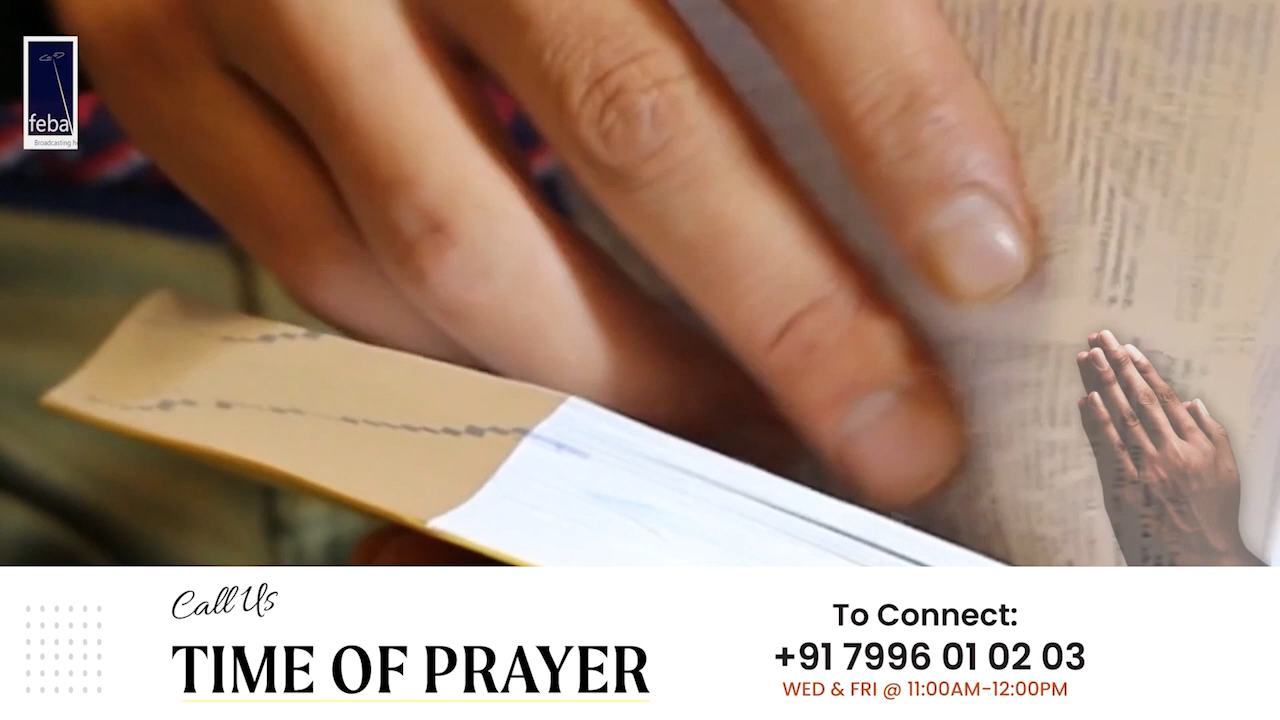 feba
Broadcasting h
Call Us
TIME OF PRAYER
To Connect:
+91 7996 01 02 03
WED & FRI @ 11:00AM-12:00PM